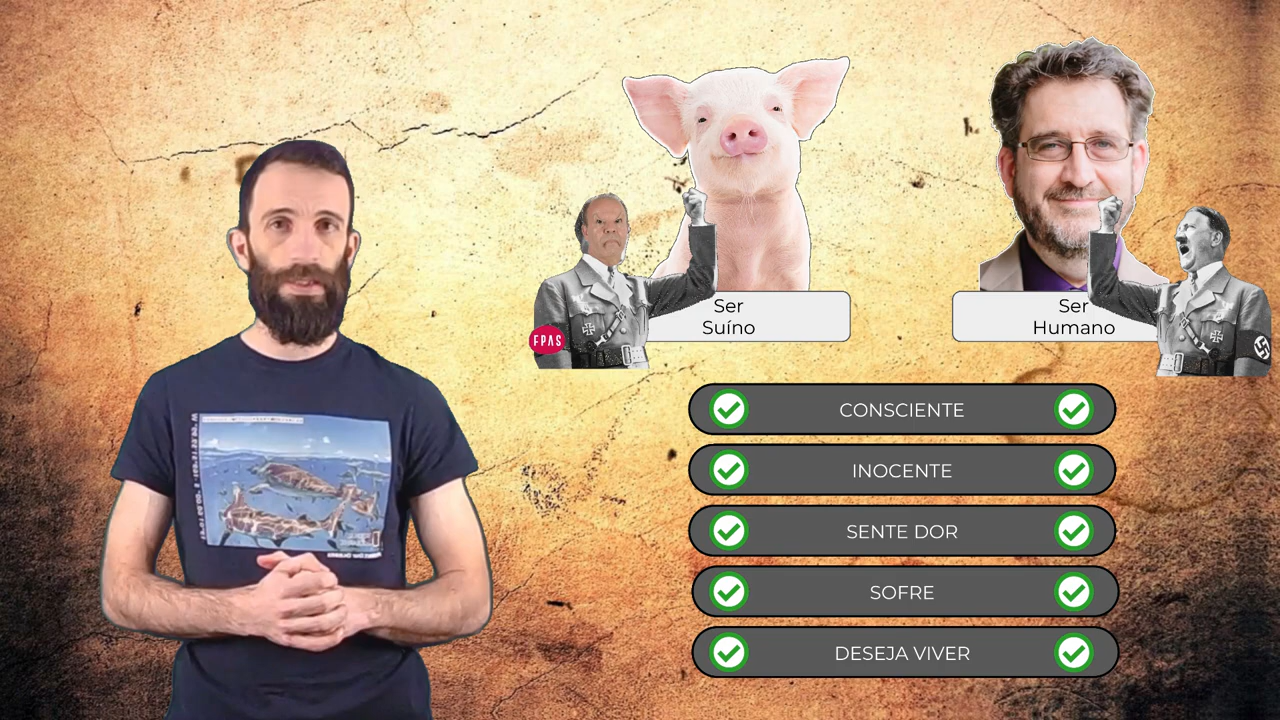 FPAS
Ser
Suíno
Ser
Humano
CONSCIENTE
INOCENTE
SENTE DOR
SOFRE
DESEJA VIVER